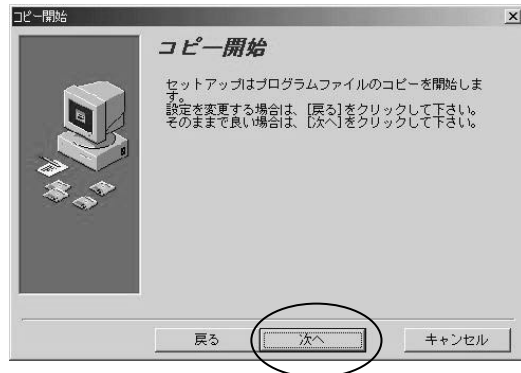 コピー開始
コピー開始
セットアップはプログラムファイルのコピーを開始しま
す。
設定を変更する場合は、[戻る]をクリックして下さい。
そのままで良い場合は、[次へ]をクリックして下さい。
戻る 次へ キャンセル